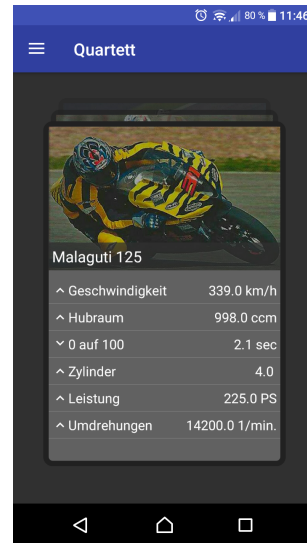 80 % 11:46
Quartett
Malaguti 125
Geschwindigkeit 339.0 km/h
Hubraum 998.0 ccm
0 auf 100 2.1 sec
Zylinder 4.0
Leistung 225.0 PS
Umdrehungen 14200.0 1/min.